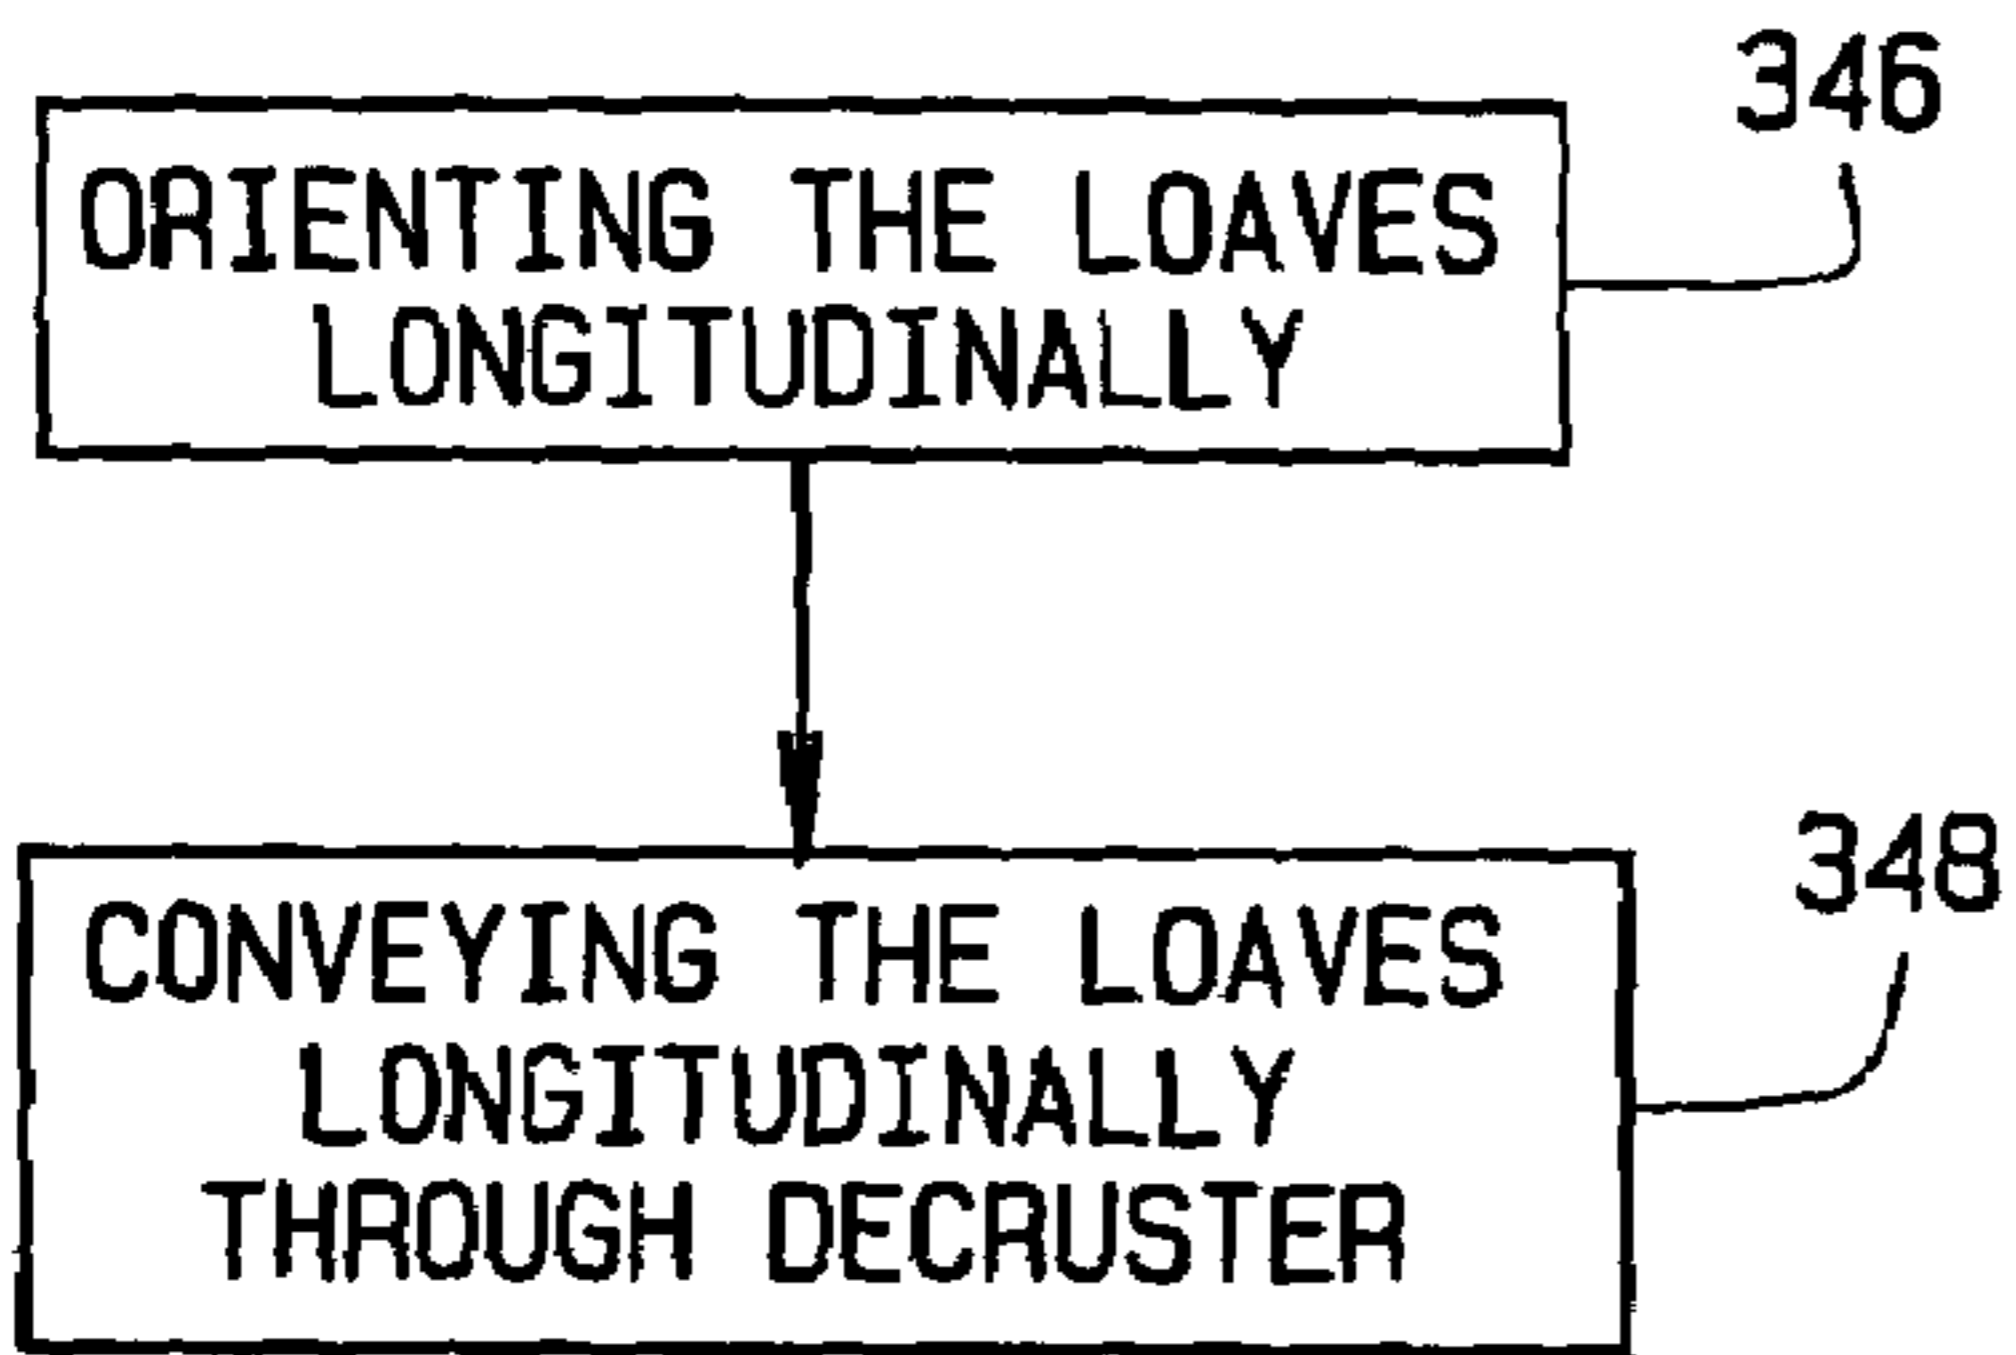 346
ORIENTING THE LOAVES
LONGITUDINALLY
348
CONVEYING THE LOAVES
LONGITUDINALLY
THROUGH DECRUSTER